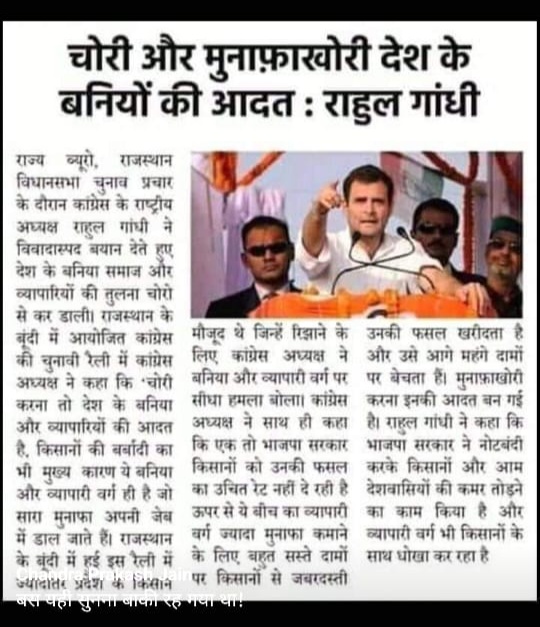 चोरी और मुनाफ़ाखोरी देश के
बनियों की आदत : राहुल गांधी
राज्य ब्यूरो, राजस्थान
विधानसभा चुनाव प्रचार
के दौरान कांग्रेस के राष्ट्रीय
अध्यक्ष राहुल गांधी ने
विवादास्पद बयान देते हुए
देश के बनिया समाज और
व्यापारियों की तुलना चोरो
से कर डाली। राजस्थान के
बूंदी में आयोजित कांग्रेस
की चुनावी रैली में कांग्रेस
अध्यक्ष ने कहा कि 'चोरी
करना तो देश के बनिया
और व्यापारियों की आदत
है, किसानों की बर्बादी का
भी मुख्य कारण ये बनिया
और व्यापारी वर्ग ही है जो
सारा मुनाफा अपनी जेब
में डाल जाते हैं। राजस्थान
के बूंदी में हुई इस रैली में
ज्यादातर प्रदेश के किसान
मौजूद थे जिन्हें रिझाने के
लिए कांग्रेस अध्यक्ष ने
बनिया और व्यापारी वर्ग पर
सीधा हमला बोला। कांग्रेस
अध्यक्ष ने साथ ही कहा
कि एक तो भाजपा सरकार
किसानों को उनकी फसल
का उचित रेट नहीं दे रही है
ऊपर से ये बीच का व्यापारी
वर्ग ज्यादा मुनाफा कमाने
के लिए बहुत सस्ते दामों
पर किसानों से जबरदस्ती
उनकी फसल खरीदता है
और उसे आगे महंगे दामों
पर बेचता हैं। मुनाफ़ाखोरी
करना इनकी आदत बन गई
है। राहुल गांधी ने कहा कि
भाजपा सरकार ने नोटबंदी
करके किसानों और आम
देशवासियों की कमर तोड़ने
का काम किया है और
व्यापारी वर्ग भी किसानों के
साथ धोखा कर रहा है
बस यही सुनना बाकी रह गया था!